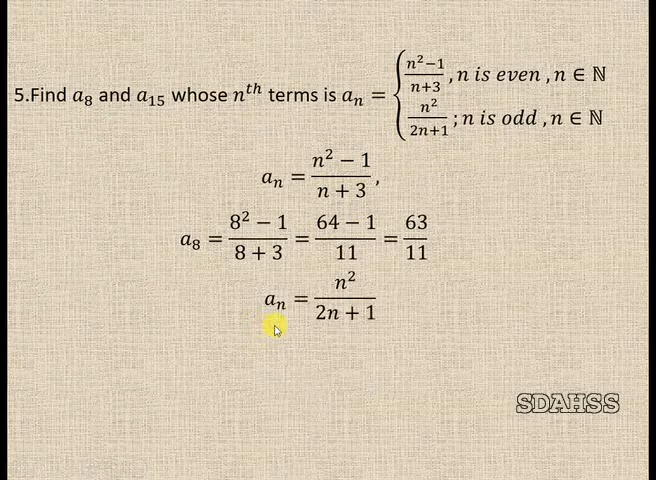 5.Find a₈ and a₁₅ whose nᵗʰ terms is aₙ = { (n²−1)/(n+3) , n is even , n ∈ ℕ
n²/(2n+1) ; n is odd , n ∈ ℕ
aₙ = (n² − 1)/(n + 3) ,
a₈ = (8² − 1)/(8 + 3) = (64 − 1)/11 = 63/11
aₙ = n²/(2n + 1)
SDAHSS